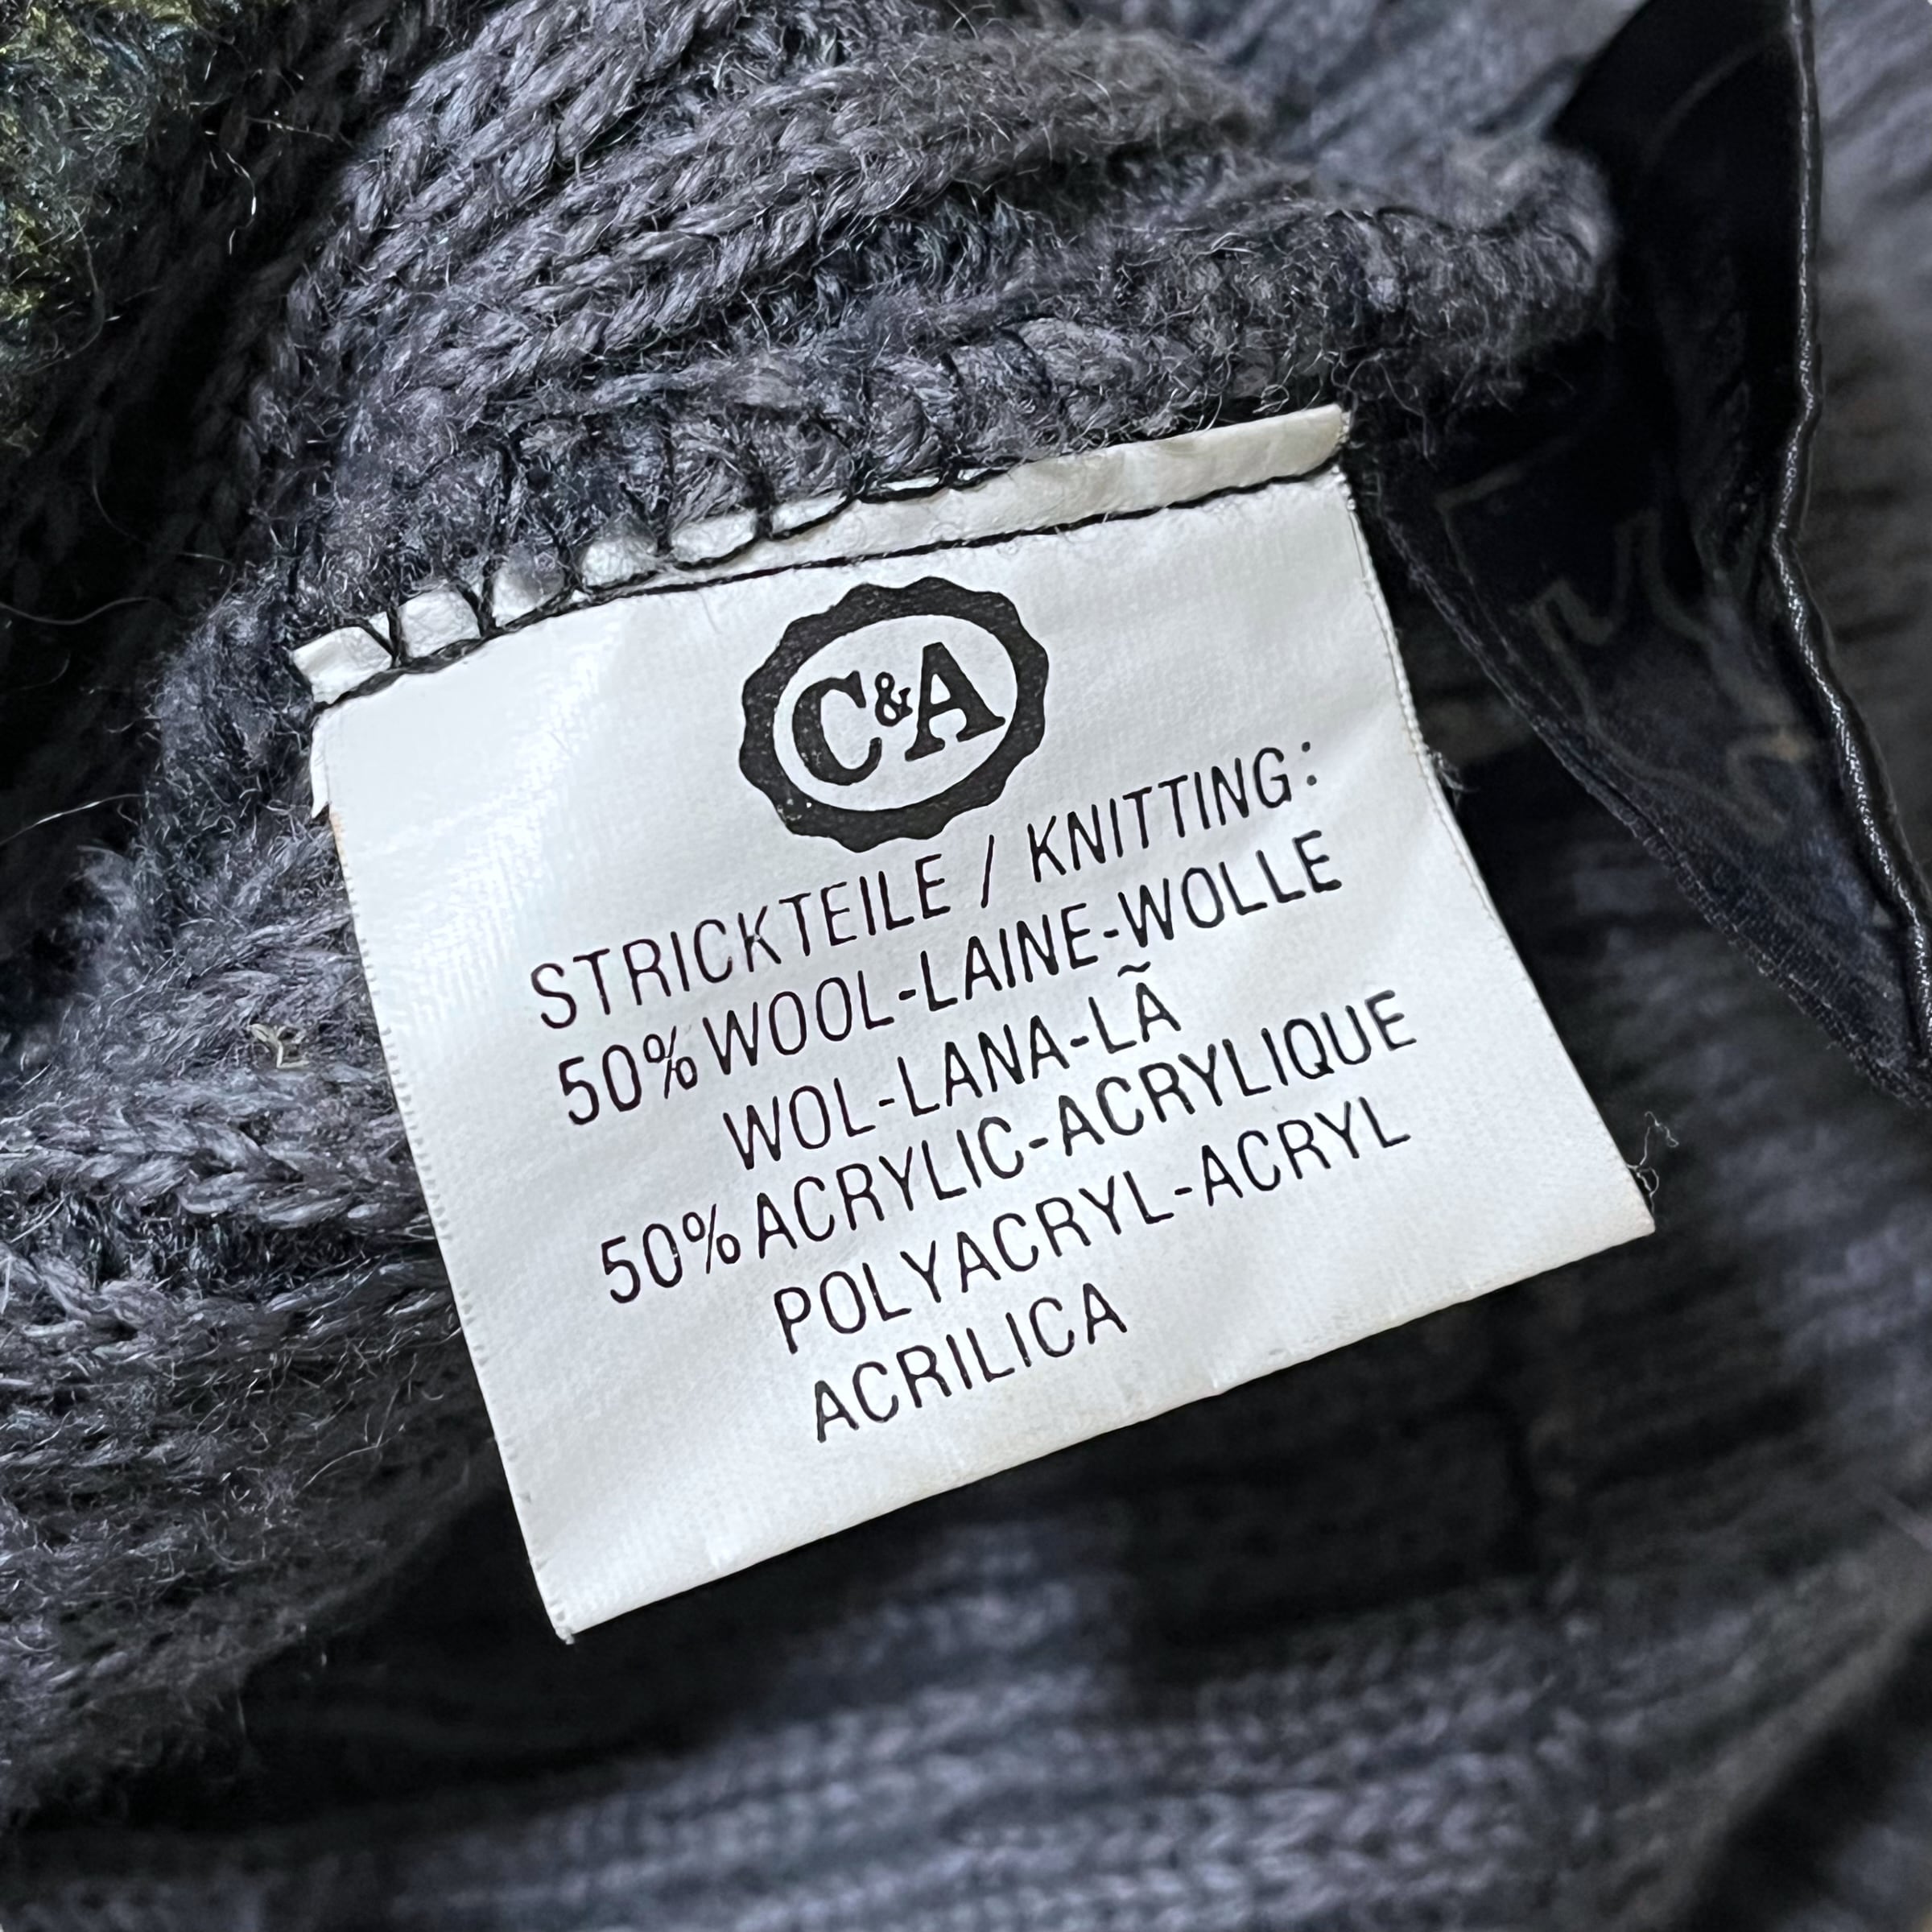 C&A
STRICKTEILE / KNITTING:
50% WOOL-LAINE-WOLLE
WOL-LANA-LÃ
50% ACRYLIC-ACRYLIQUE
POLYACRYL-ACRYL
ACRILICA